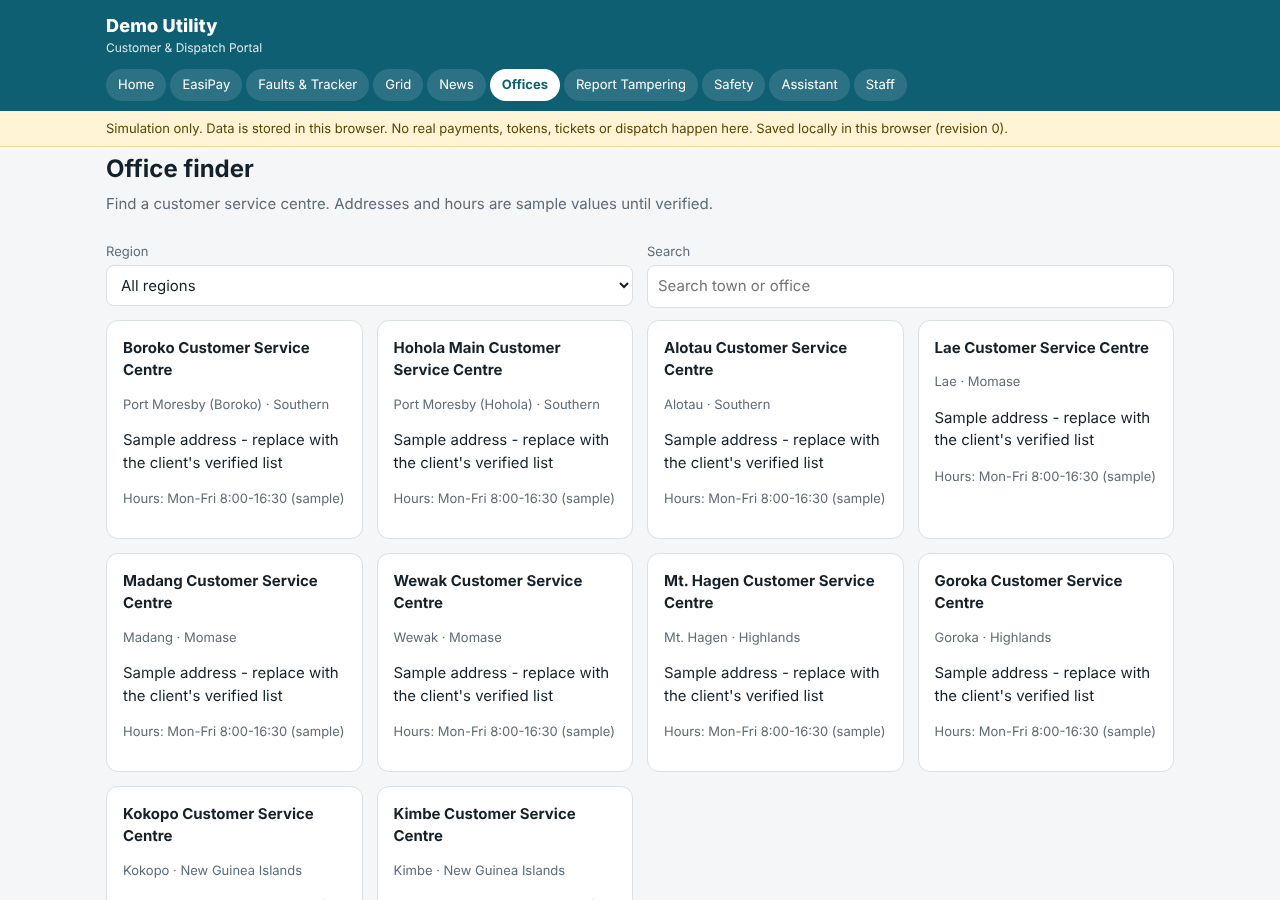 Demo Utility
Customer & Dispatch Portal
Home
EasiPay
Faults & Tracker
Grid
News
Offices
Report Tampering
Safety
Assistant
Staff
Simulation only. Data is stored in this browser. No real payments, tokens, tickets or dispatch happen here. Saved locally in this browser (revision 0).
Office finder
Find a customer service centre. Addresses and hours are sample values until verified.
Region
All regions
Search
Search town or office
Boroko Customer Service
Centre
Port Moresby (Boroko) · Southern
Sample address - replace with
the client's verified list
Hours: Mon-Fri 8:00-16:30 (sample)
Hohola Main Customer
Service Centre
Port Moresby (Hohola) · Southern
Sample address - replace with
the client's verified list
Hours: Mon-Fri 8:00-16:30 (sample)
Alotau Customer Service
Centre
Alotau · Southern
Sample address - replace with
the client's verified list
Hours: Mon-Fri 8:00-16:30 (sample)
Lae Customer Service Centre
Lae · Momase
Sample address - replace with
the client's verified list
Hours: Mon-Fri 8:00-16:30 (sample)
Madang Customer Service
Centre
Madang · Momase
Sample address - replace with
the client's verified list
Hours: Mon-Fri 8:00-16:30 (sample)
Wewak Customer Service
Centre
Wewak · Momase
Sample address - replace with
the client's verified list
Hours: Mon-Fri 8:00-16:30 (sample)
Mt. Hagen Customer Service
Centre
Mt. Hagen · Highlands
Sample address - replace with
the client's verified list
Hours: Mon-Fri 8:00-16:30 (sample)
Goroka Customer Service
Centre
Goroka · Highlands
Sample address - replace with
the client's verified list
Hours: Mon-Fri 8:00-16:30 (sample)
Kokopo Customer Service
Centre
Kokopo · New Guinea Islands
Kimbe Customer Service
Centre
Kimbe · New Guinea Islands